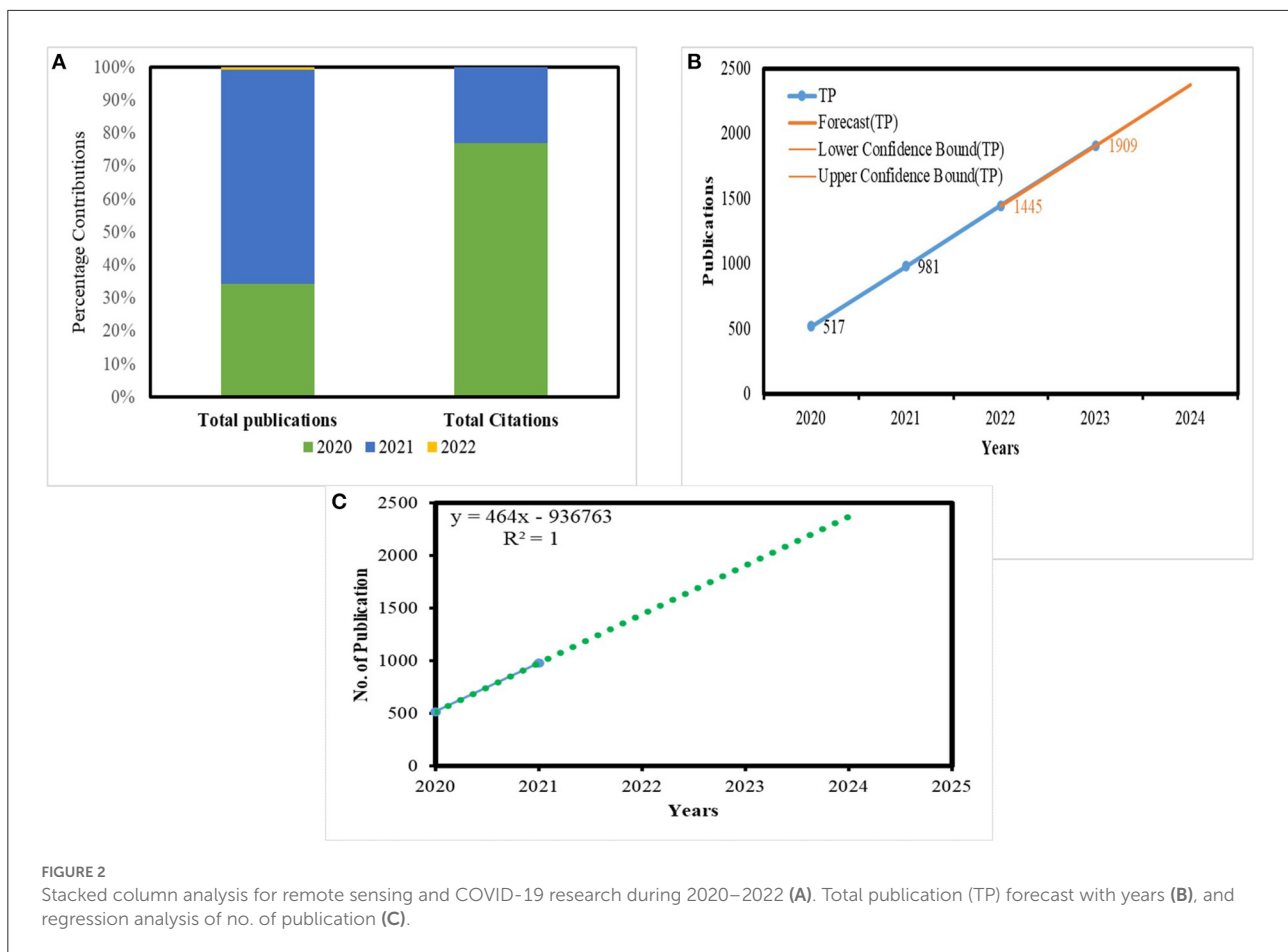 A
100%
90%
80%
70%
60%
50%
40%
30%
20%
10%
0%
Percentage Contributions
Total publications
Total Citations
2020
2021
2022
B
2500
2000
1500
1000
500
0
Publications
TP
Forecast(TP)
Lower Confidence Bound(TP)
Upper Confidence Bound(TP)
1909
1445
981
517
2020
2021
2022
2023
2024
Years
C
2500
2000
1500
1000
500
0
No. of Publication
y = 464x - 936763
R² = 1
2020
2021
2022
2023
2024
2025
Years
FIGURE 2
Stacked column analysis for remote sensing and COVID-19 research during 2020–2022 (A). Total publication (TP) forecast with years (B), and
regression analysis of no. of publication (C).